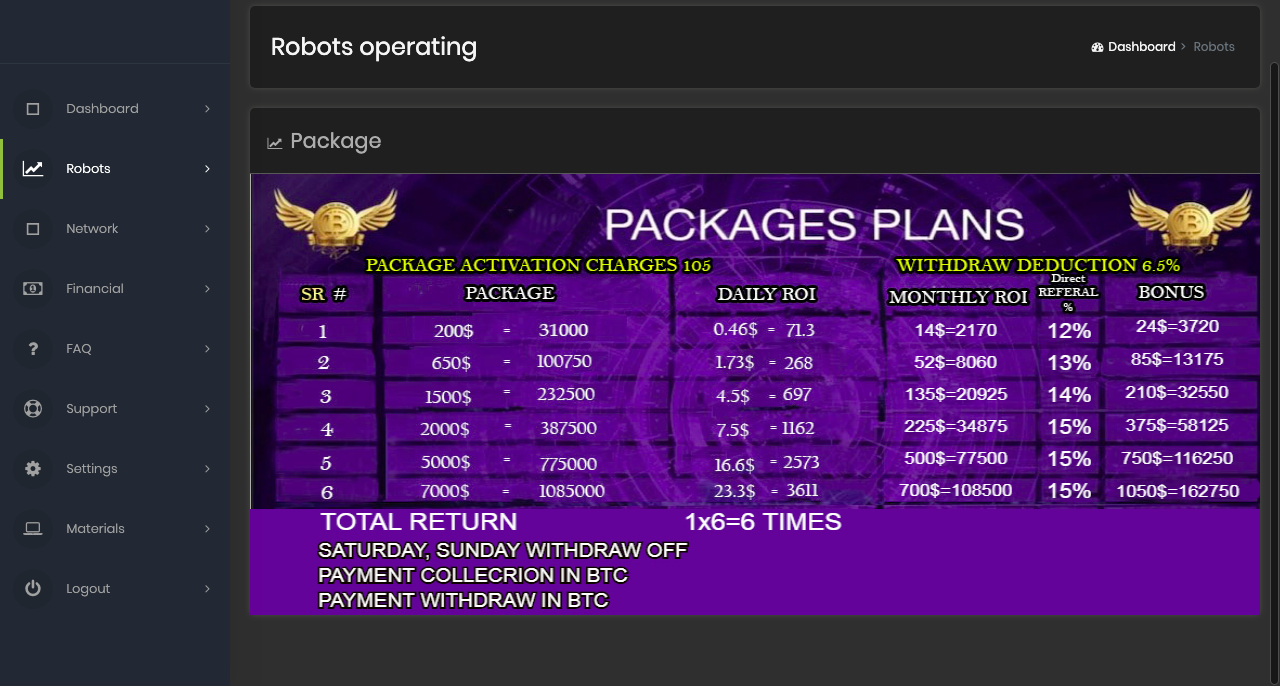 Robots operating
Dashboard > Robots
Dashboard
Robots
Network
Financial
FAQ
Support
Settings
Materials
Logout
Package
PACKAGES PLANS
PACKAGE ACTIVATION CHARGES 105 WITHDRAW DEDUCTION 6.5%
SR # PACKAGE DAILY ROI MONTHLY ROI Direct REFERAL % BONUS
1 200$ = 31000 0.46$ = 71.3 14$=2170 12% 24$=3720
2 650$ = 100750 1.73$ = 268 52$=8060 13% 85$=13175
3 1500$ = 232500 4.5$ = 697 135$=20925 14% 210$=32550
4 2000$ = 387500 7.5$ =1162 225$=34875 15% 375$=58125
5 5000$ = 775000 16.6$ = 2573 500$=77500 15% 750$=116250
6 7000$ = 1085000 23.3$ = 3611 700$=108500 15% 1050$=162750
TOTAL RETURN 1x6=6 TIMES
SATURDAY, SUNDAY WITHDRAW OFF
PAYMENT COLLECRION IN BTC
PAYMENT WITHDRAW IN BTC